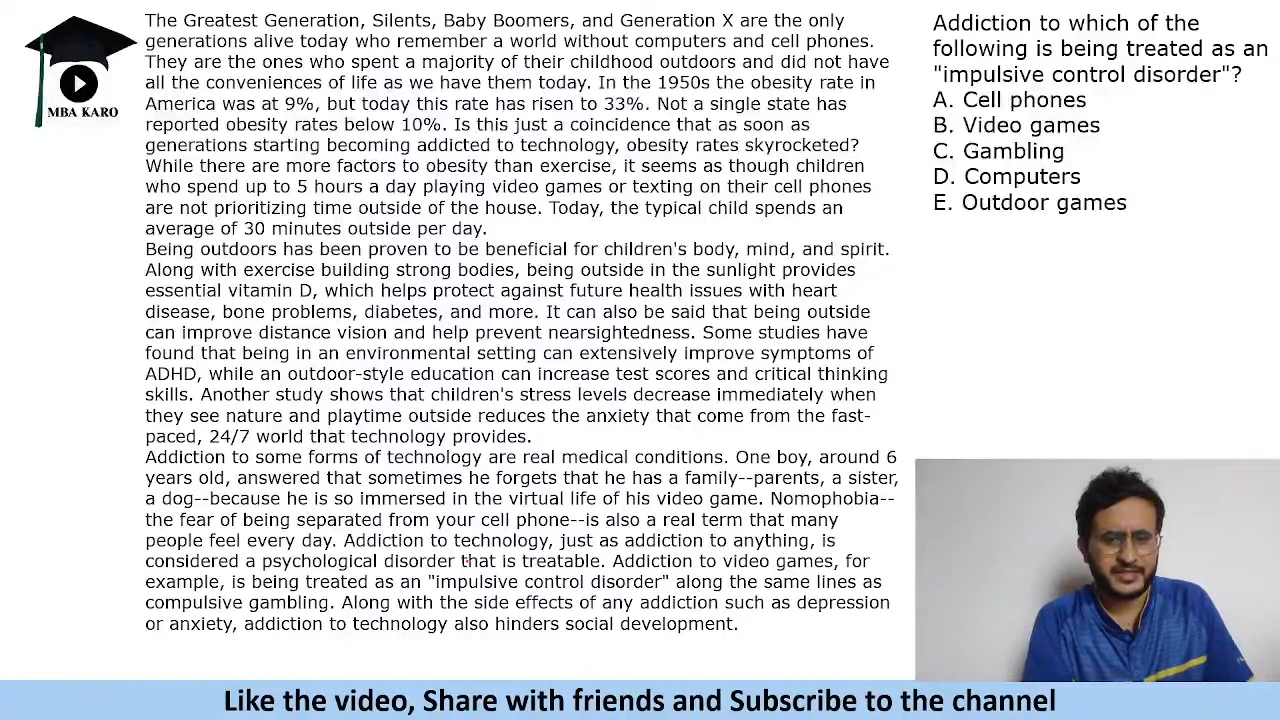 MBA KARO
The Greatest Generation, Silents, Baby Boomers, and Generation X are the only
generations alive today who remember a world without computers and cell phones.
They are the ones who spent a majority of their childhood outdoors and did not have
all the conveniences of life as we have them today. In the 1950s the obesity rate in
America was at 9%, but today this rate has risen to 33%. Not a single state has
reported obesity rates below 10%. Is this just a coincidence that as soon as
generations starting becoming addicted to technology, obesity rates skyrocketed?
While there are more factors to obesity than exercise, it seems as though children
who spend up to 5 hours a day playing video games or texting on their cell phones
are not prioritizing time outside of the house. Today, the typical child spends an
average of 30 minutes outside per day.
Being outdoors has been proven to be beneficial for children's body, mind, and spirit.
Along with exercise building strong bodies, being outside in the sunlight provides
essential vitamin D, which helps protect against future health issues with heart
disease, bone problems, diabetes, and more. It can also be said that being outside
can improve distance vision and help prevent nearsightedness. Some studies have
found that being in an environmental setting can extensively improve symptoms of
ADHD, while an outdoor-style education can increase test scores and critical thinking
skills. Another study shows that children's stress levels decrease immediately when
they see nature and playtime outside reduces the anxiety that come from the fast-
paced, 24/7 world that technology provides.
Addiction to some forms of technology are real medical conditions. One boy, around 6
years old, answered that sometimes he forgets that he has a family--parents, a sister,
a dog--because he is so immersed in the virtual life of his video game. Nomophobia--
the fear of being separated from your cell phone--is also a real term that many
people feel every day. Addiction to technology, just as addiction to anything, is
considered a psychological disorder that is treatable. Addiction to video games, for
example, is being treated as an "impulsive control disorder" along the same lines as
compulsive gambling. Along with the side effects of any addiction such as depression
or anxiety, addiction to technology also hinders social development.
Addiction to which of the
following is being treated as an
"impulsive control disorder"?
A. Cell phones
B. Video games
C. Gambling
D. Computers
E. Outdoor games
Like the video, Share with friends and Subscribe to the channel